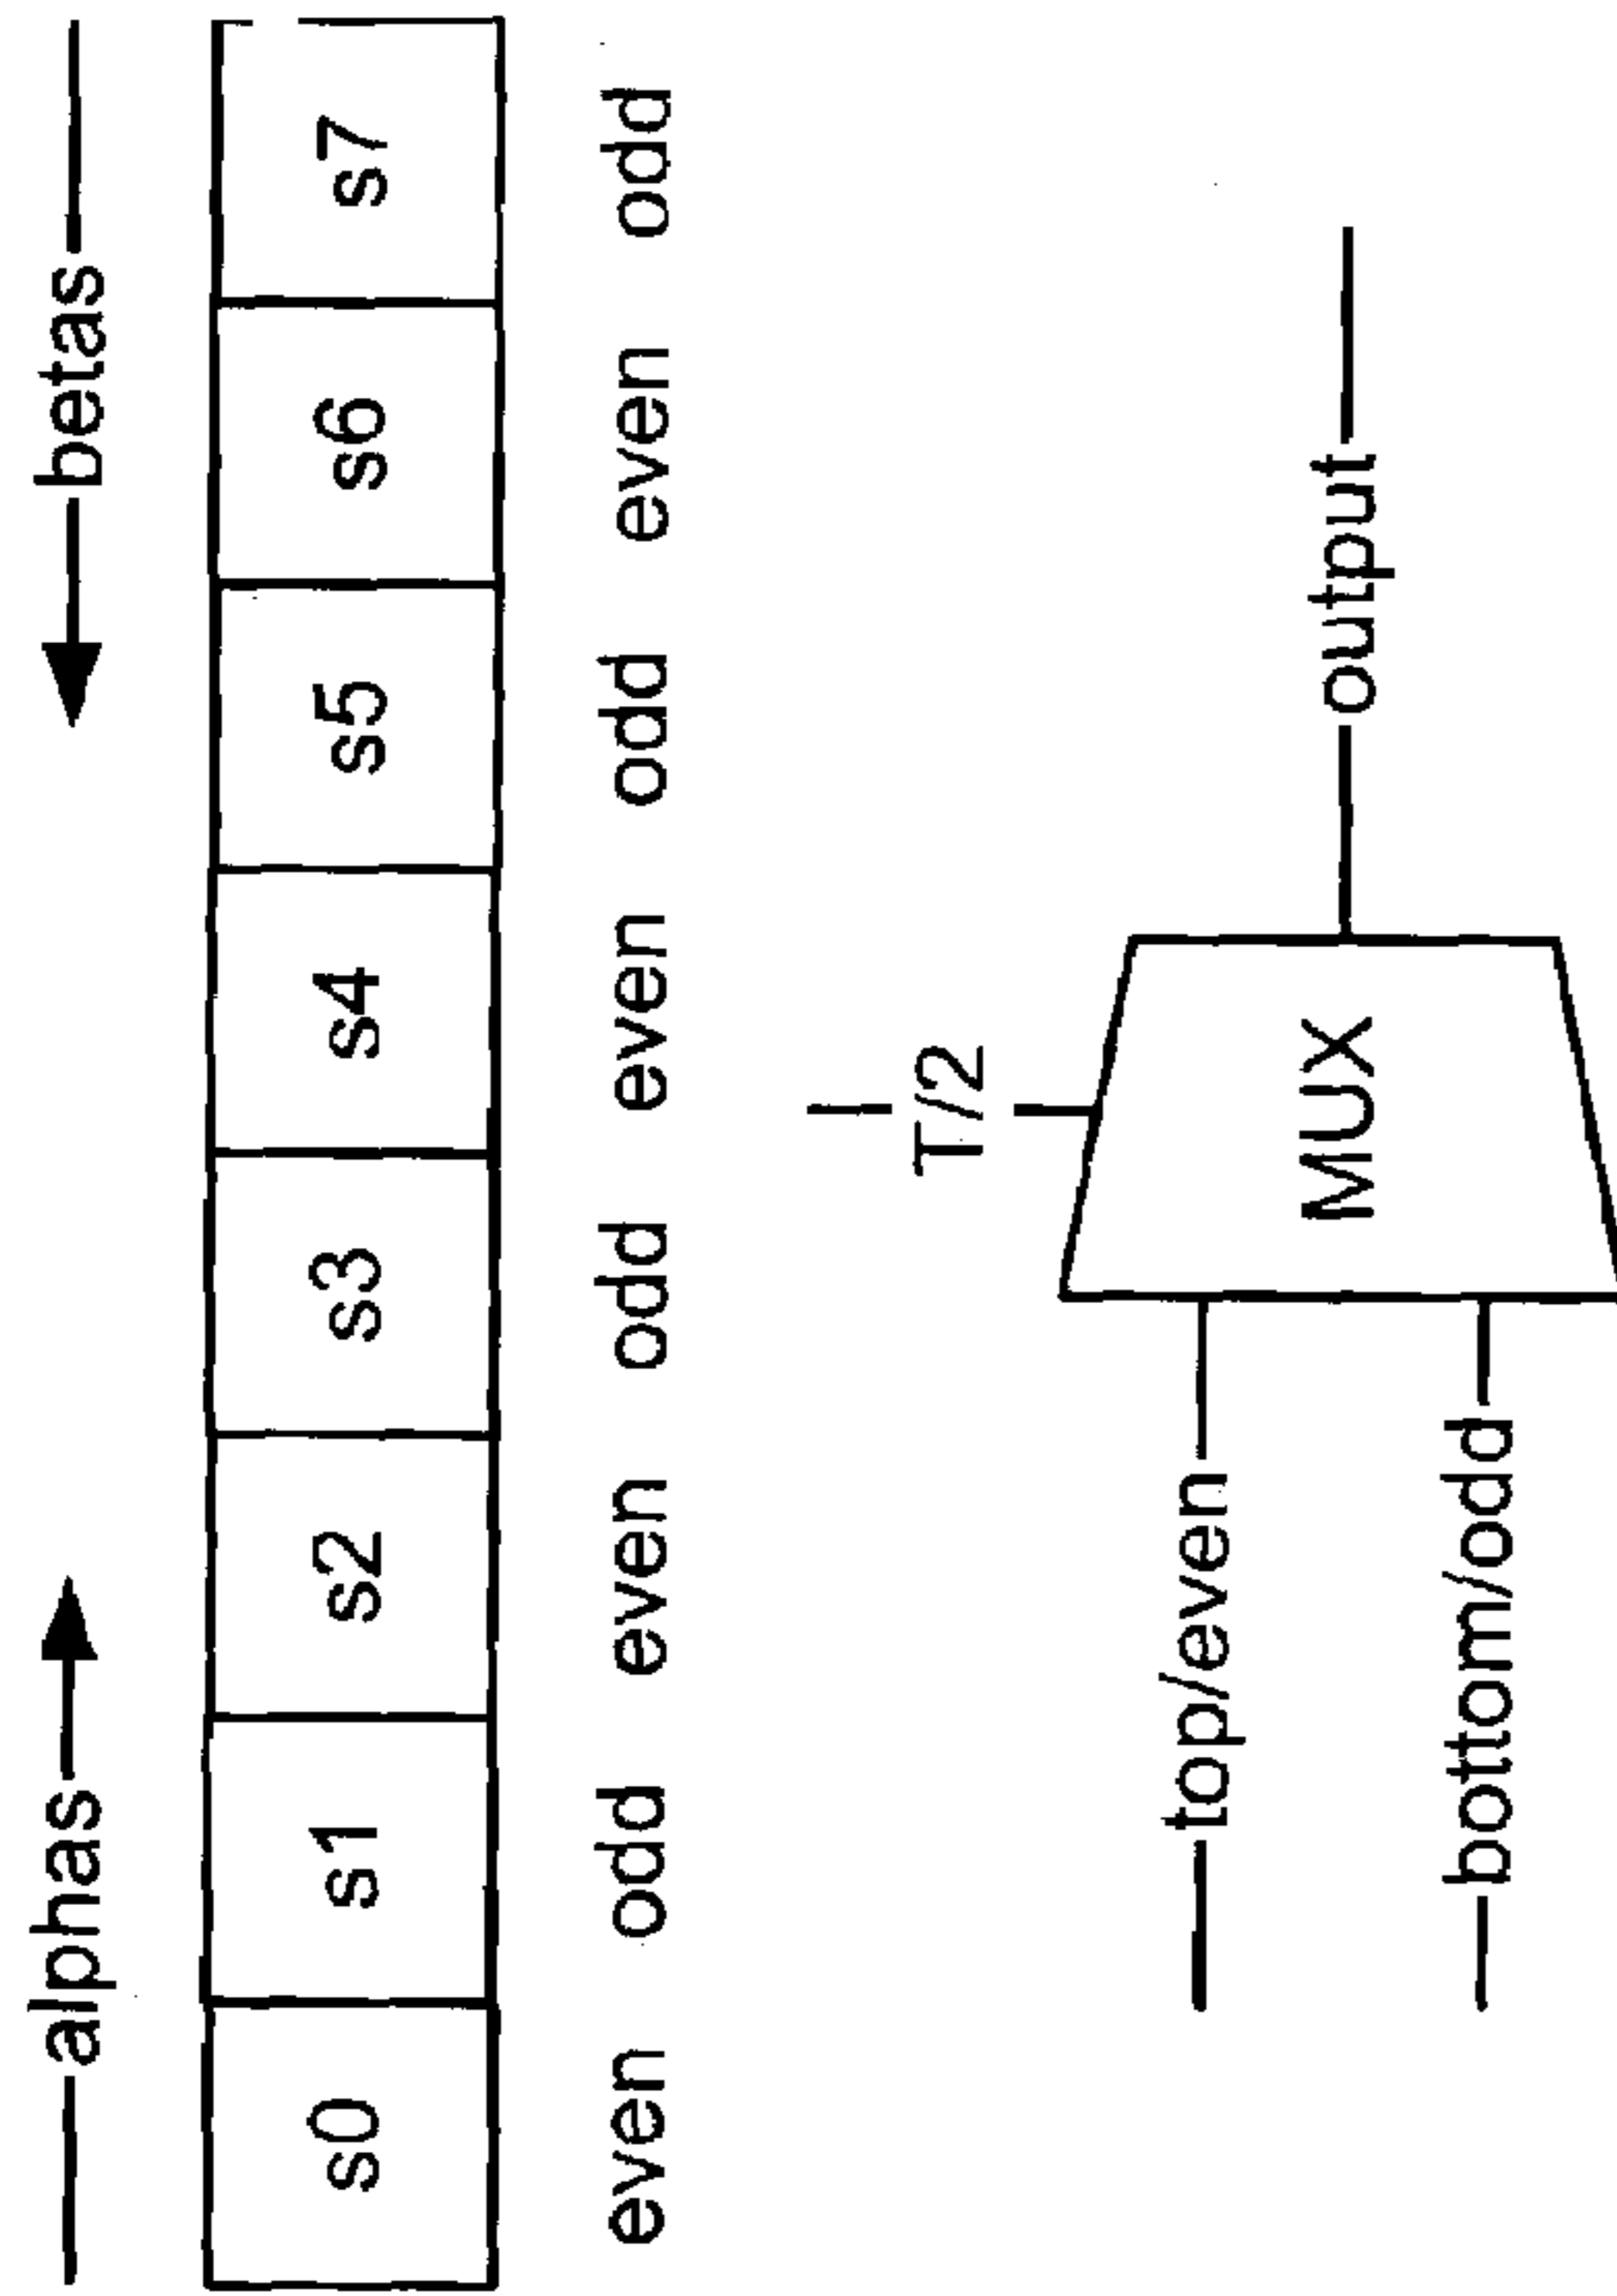 alphas betas
s0 s1 s2 s3 s4 s5 s6 s7
even odd even odd even odd even odd
T/2
top/even
MUX
output
bottom/odd